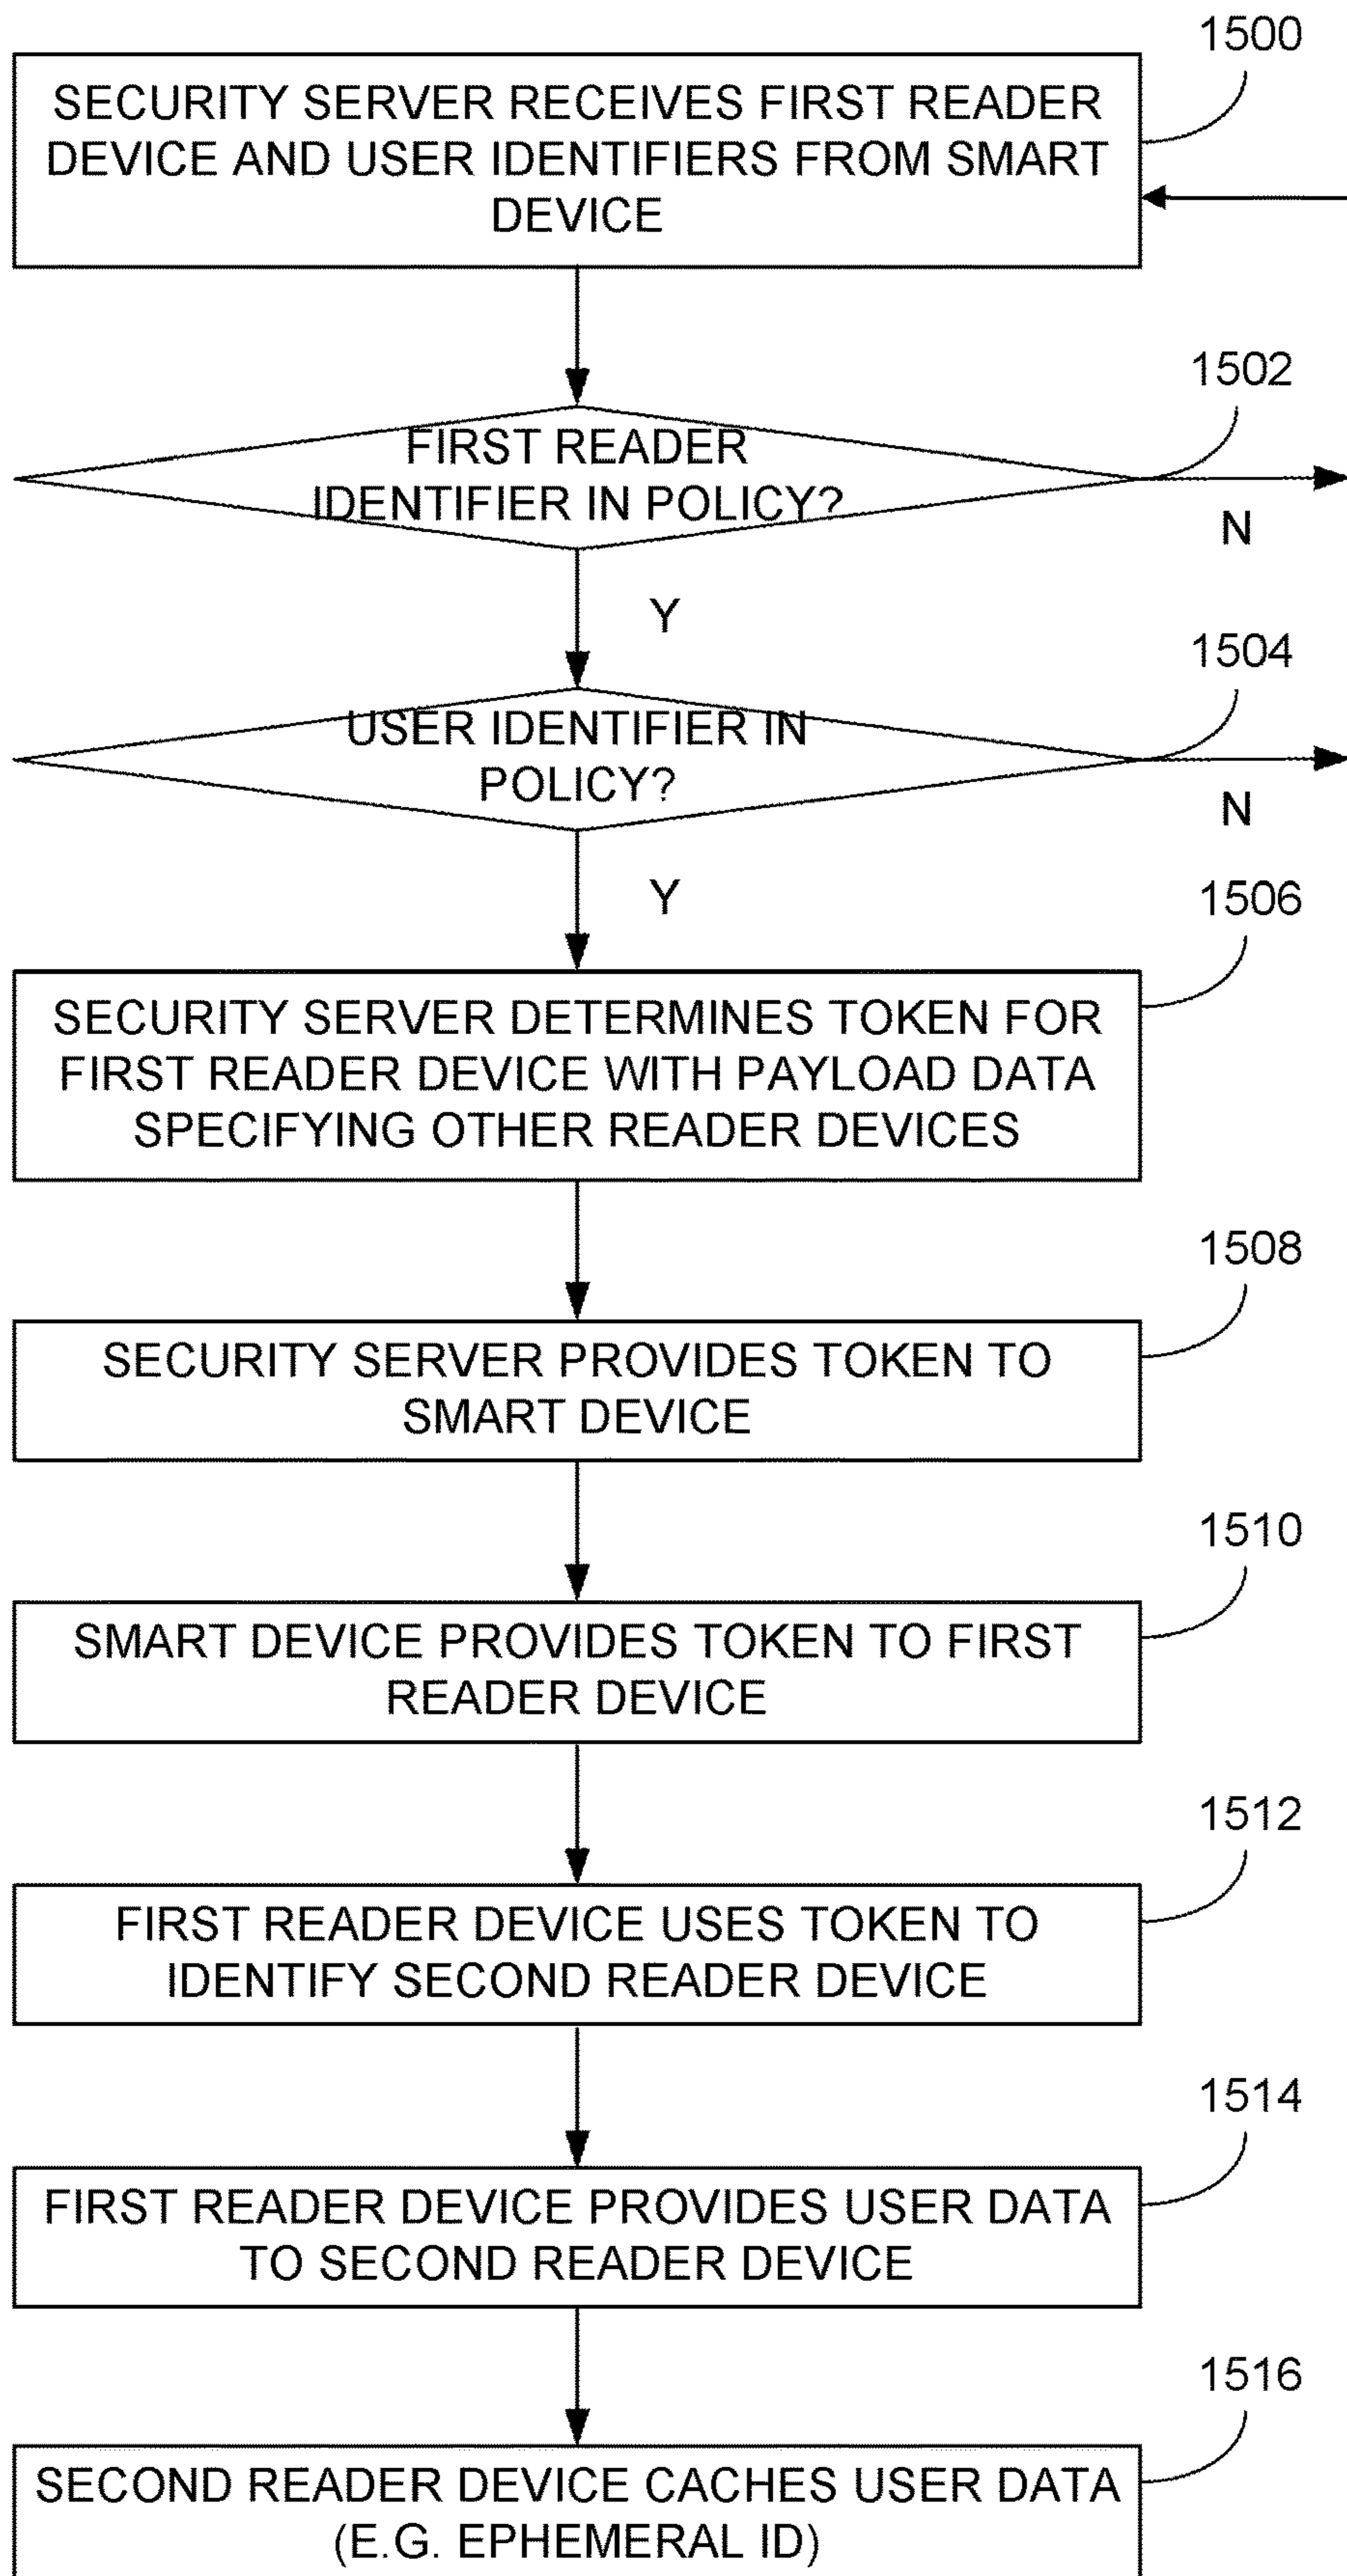 1500
SECURITY SERVER RECEIVES FIRST READER
DEVICE AND USER IDENTIFIERS FROM SMART
DEVICE
1502
FIRST READER
IDENTIFIER IN POLICY?
N
Y
1504
USER IDENTIFIER IN
POLICY?
N
Y
1506
SECURITY SERVER DETERMINES TOKEN FOR
FIRST READER DEVICE WITH PAYLOAD DATA
SPECIFYING OTHER READER DEVICES
1508
SECURITY SERVER PROVIDES TOKEN TO
SMART DEVICE
1510
SMART DEVICE PROVIDES TOKEN TO FIRST
READER DEVICE
1512
FIRST READER DEVICE USES TOKEN TO
IDENTIFY SECOND READER DEVICE
1514
FIRST READER DEVICE PROVIDES USER DATA
TO SECOND READER DEVICE
1516
SECOND READER DEVICE CACHES USER DATA
(E.G. EPHEMERAL ID)